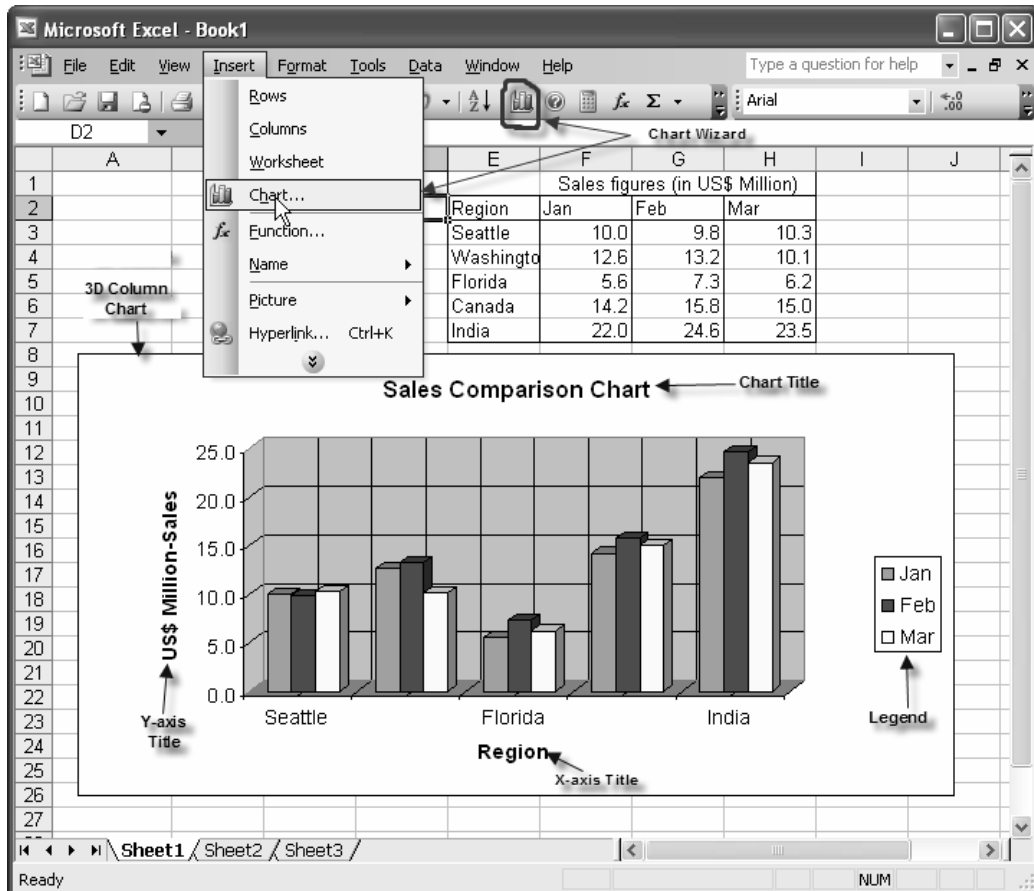 Microsoft Excel - Book1
File Edit View Insert Format Tools Data Window Help Type a question for help
fx Σ Arial
D2 Chart Wizard
Rows
Columns
Worksheet
Chart...
Function...
Name
Picture
Hyperlink... Ctrl+K
A E F G H I J
1 Sales figures (in US$ Million)
2 Region Jan Feb Mar
3 Seattle 10.0 9.8 10.3
4 Washingto 12.6 13.2 10.1
5 Florida 5.6 7.3 6.2
6 Canada 14.2 15.8 15.0
7 India 22.0 24.6 23.5
8
9
10
11
12
13
14
15
16
17
18
19
20
21
22
23
24
25
26
27
3D Column
Chart
Sales Comparison Chart
Chart Title
25.0
20.0
15.0
10.0
5.0
0.0
US$ Million-Sales
Y-axis
Title
Seattle Florida India
Region
X-axis Title
Jan
Feb
Mar
Legend
Sheet1 Sheet2 Sheet3
Ready NUM